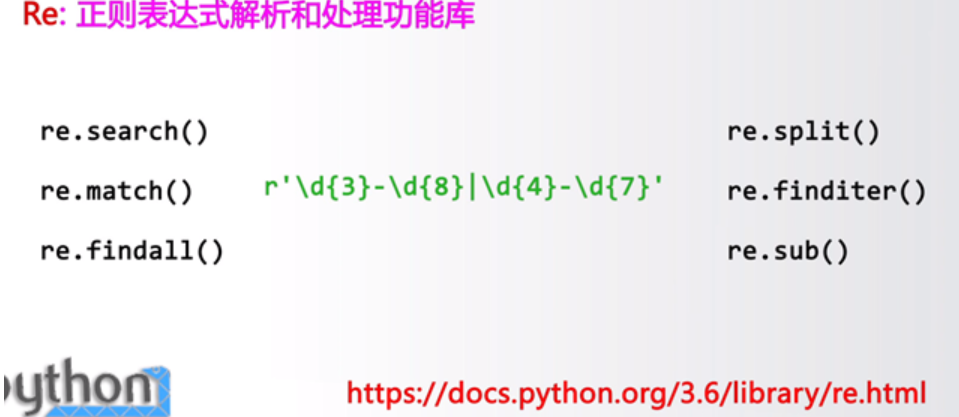 Re: 正则表达式解析和处理功能库
re.search()
re.match()
re.findall()
r'\d{3}-\d{8}|\d{4}-\d{7}'
re.split()
re.finditer()
re.sub()
ython
https://docs.python.org/3.6/library/re.html